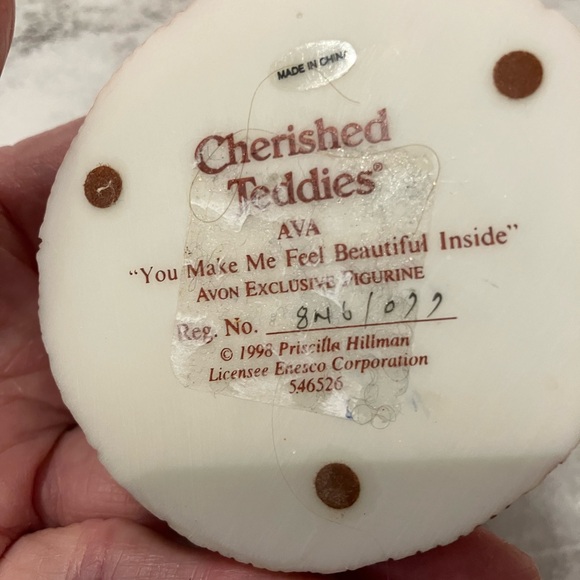 MADE IN CHINA
Cherished
Teddies®
AVA
“You Make Me Feel Beautiful Inside”
AVON EXCLUSIVE FIGURINE
Reg. No. 8N6/077
© 1998 Priscilla Hillman
Licensee Enesco Corporation
546526